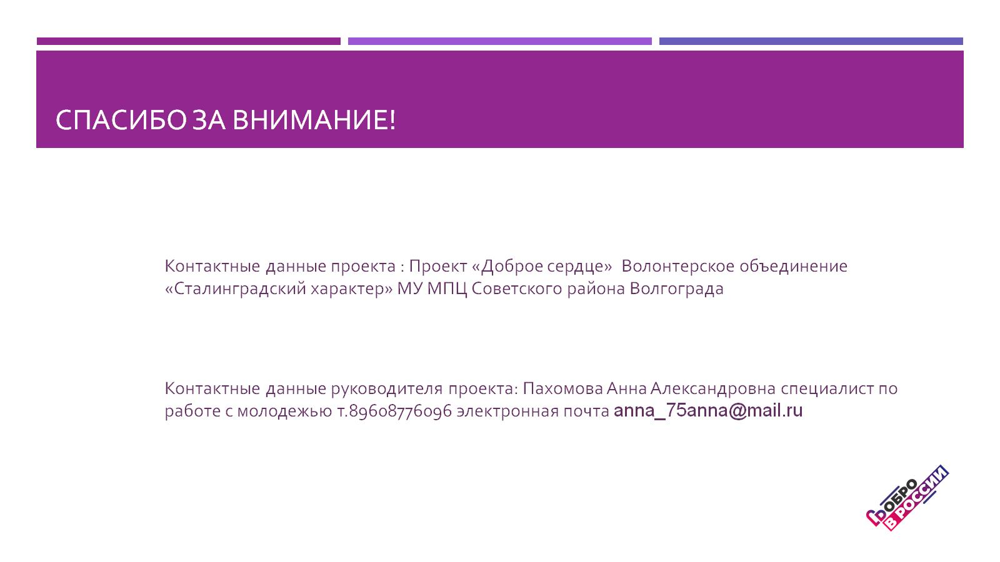 СПАСИБО ЗА ВНИМАНИЕ!
Контактные данные проекта : Проект «Доброе сердце» Волонтерское объединение
«Сталинградский характер» МУ МПЦ Советского района Волгограда
Контактные данные руководителя проекта: Пахомова Анна Александровна специалист по
работе с молодежью т.89608776096 электронная почта anna_75anna@mail.ru
ДОБРО
В РОССИИ